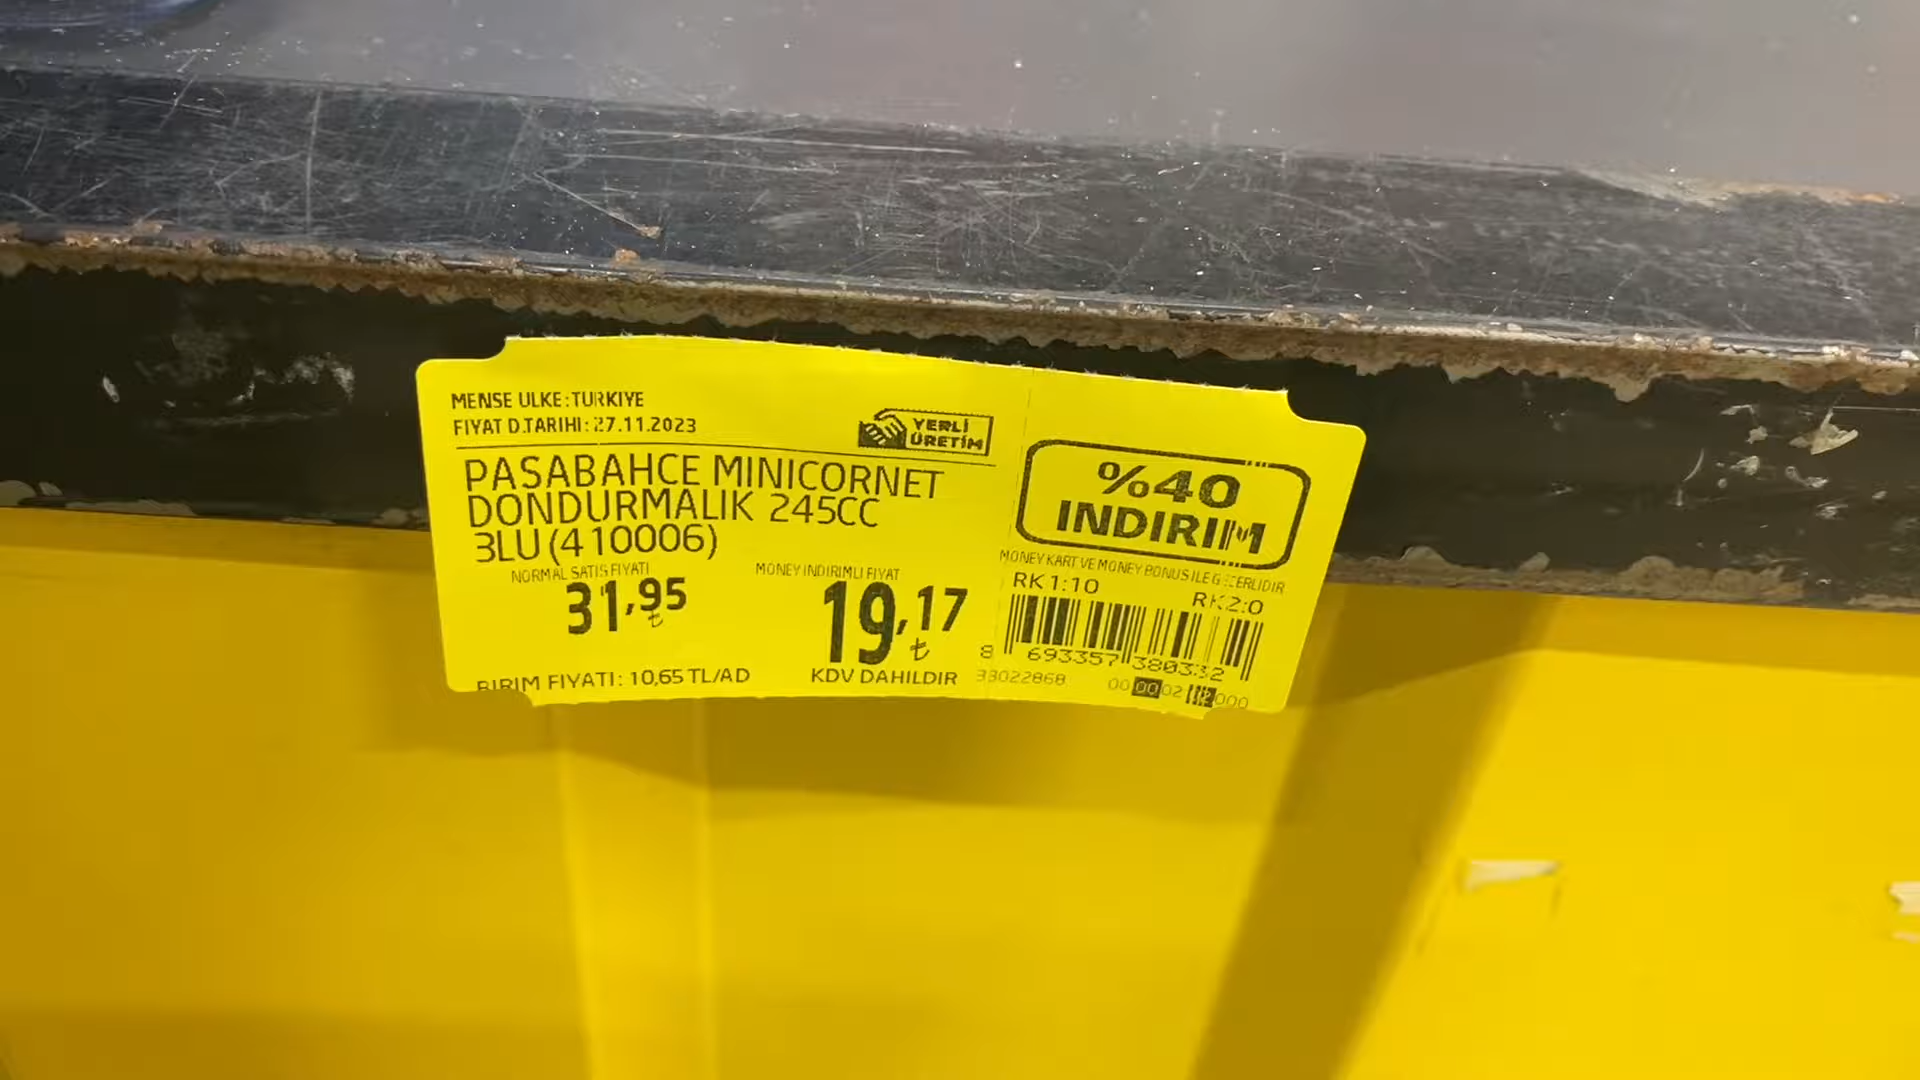 MENSE ULKE:TURKIYE
FIYAT D.TARIHI: 27.11.2023
YERLİ
ÜRETİM
PASABAHCE MINICORNET
DONDURMALIK 245CC
3LU (410006)
NORMAL SATIS FIYATI
31,95
₺
MONEY INDIRIMLI FIYAT
19,17
₺
BIRIM FIYATI: 10,65 TL/AD
KDV DAHILDIR
%40
INDIRIM
MONEY KART VE MONEY BONUS ILE GECERLIDIR
RK1:10
RK2:0
8 693357 380332
33022868